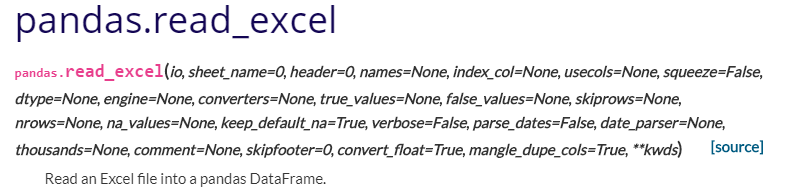 pandas.read_excel
pandas.read_excel(io, sheet_name=0, header=0, names=None, index_col=None, usecols=None, squeeze=False,
dtype=None, engine=None, converters=None, true_values=None, false_values=None, skiprows=None,
nrows=None, na_values=None, keep_default_na=True, verbose=False, parse_dates=False, date_parser=None,
thousands=None, comment=None, skipfooter=0, convert_float=True, mangle_dupe_cols=True, **kwds) [source]
Read an Excel file into a pandas DataFrame.